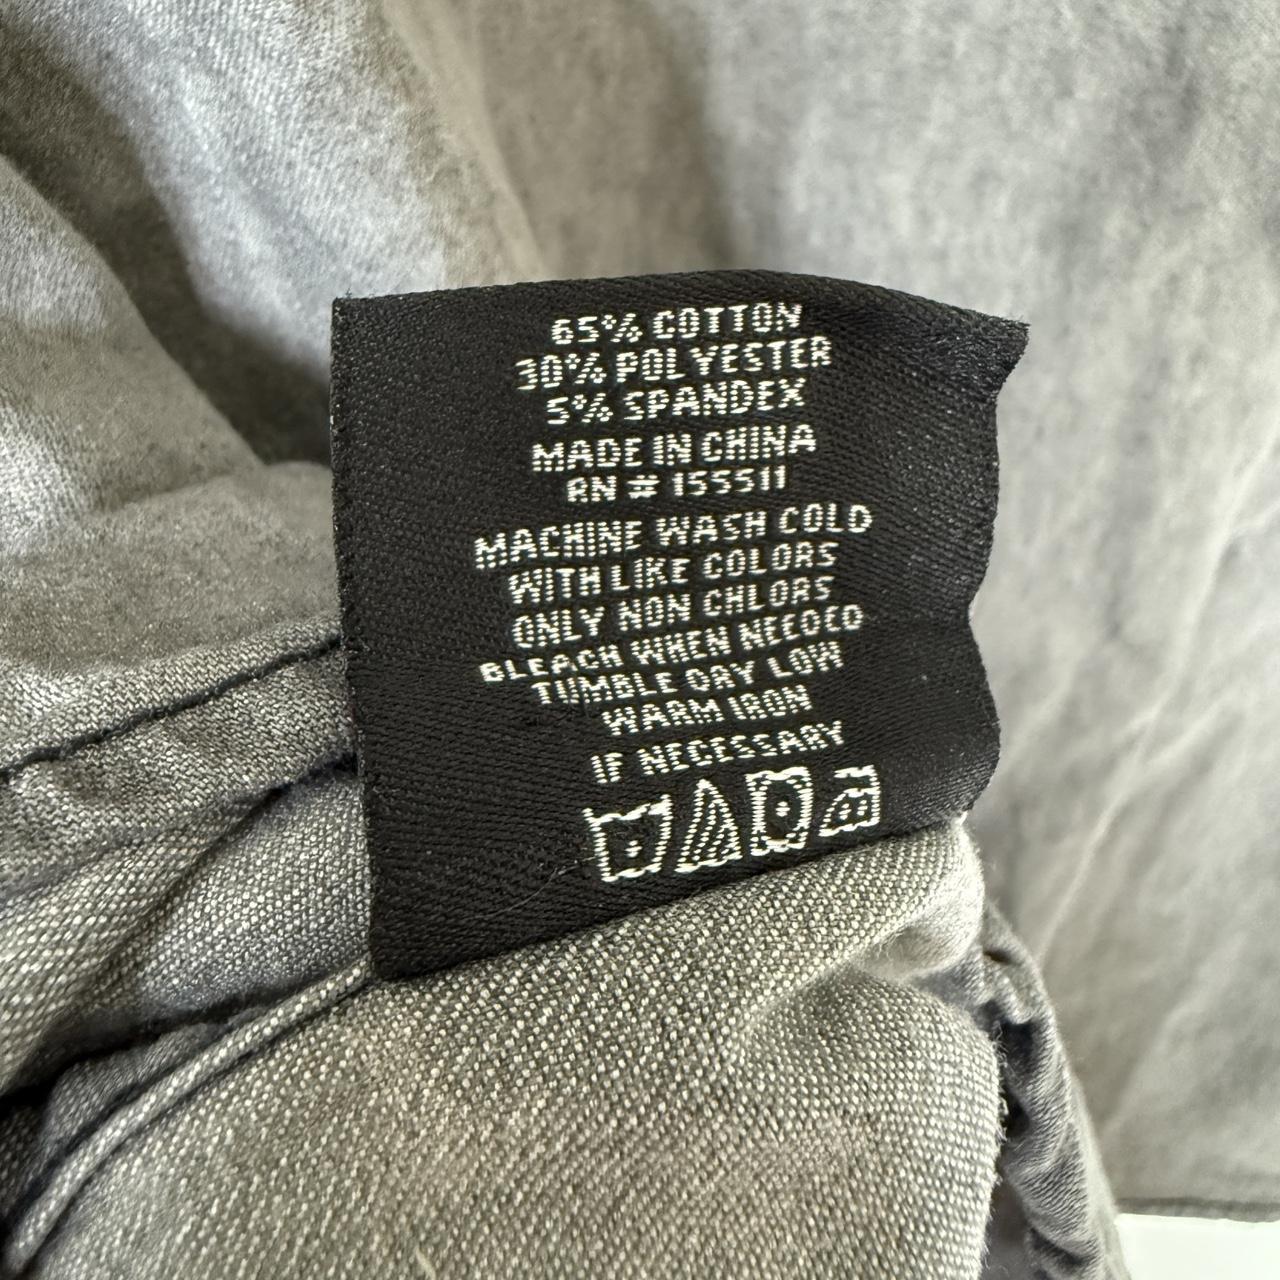 65% COTTON
30% POLYESTER
5% SPANDEX
MADE IN CHINA
RN # 155511
MACHINE WASH COLD
WITH LIKE COLORS
ONLY NON CHLORS
BLEACH WHEN NEEDED
TUMBLE DRY LOW
WARM IRON
IF NECESSARY